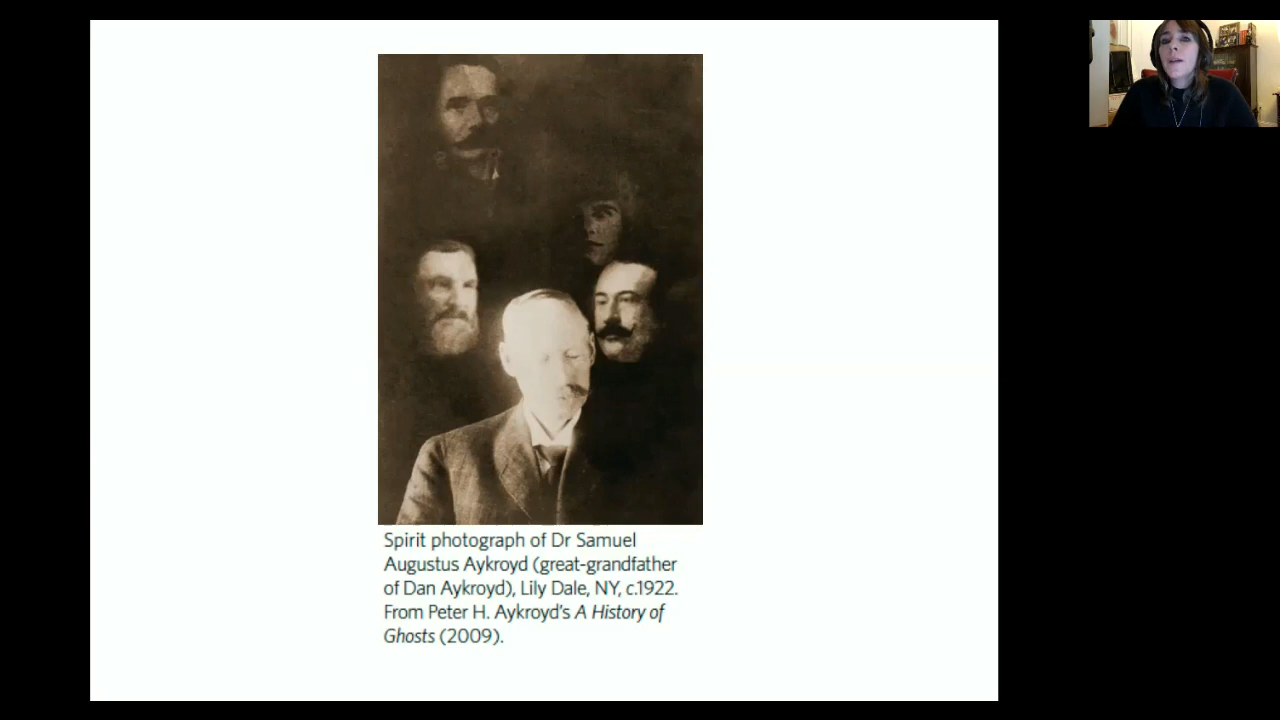 Spirit photograph of Dr Samuel
Augustus Aykroyd (great-grandfather
of Dan Aykroyd), Lily Dale, NY, c.1922.
From Peter H. Aykroyd's A History of
Ghosts (2009).